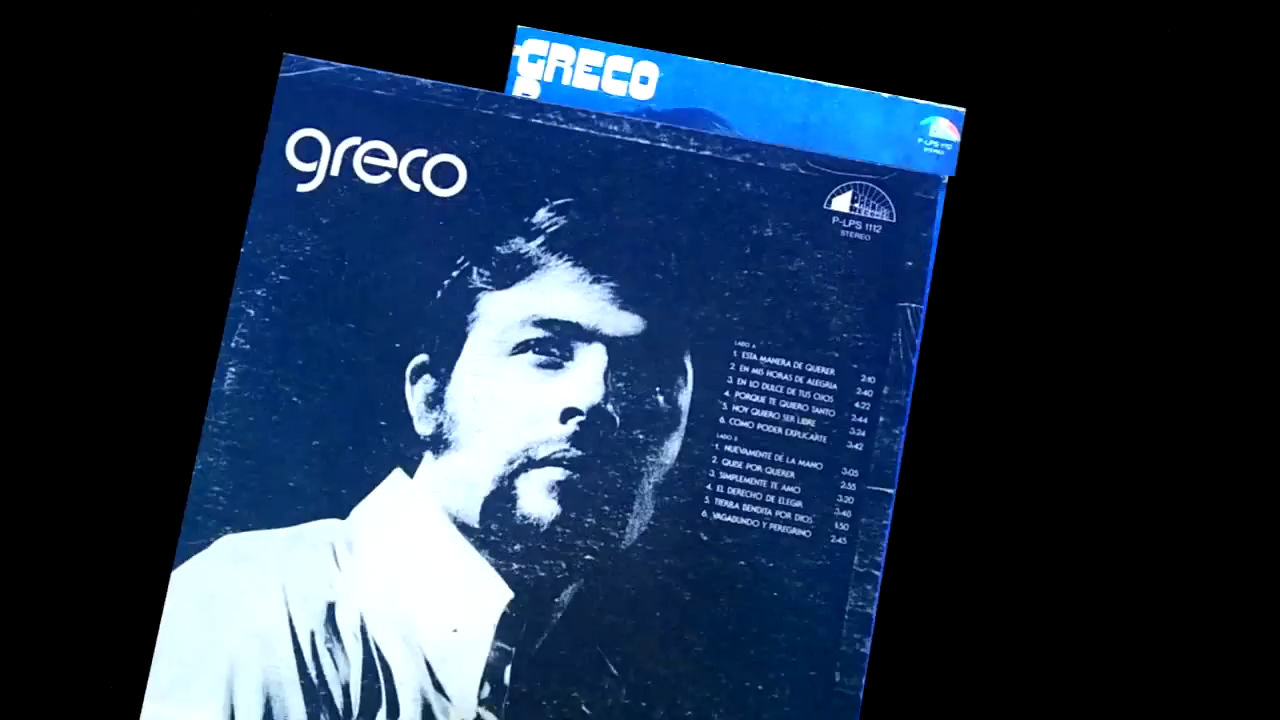 GRECO
P-LPS 1112
STEREO
greco
P-LPS 1112
STEREO
LADO A
1. ESTA MANERA DE QUERER 2:10
2. EN MIS HORAS DE ALEGRIA 2:40
3. EN LO DULCE DE TUS OJOS 4:22
4. PORQUE TE QUIERO TANTO 2:44
5. HOY QUIERO SER LIBRE 3:24
6. COMO PODER EXPLICARTE 3:42
LADO B
1. NUEVAMENTE DE LA MANO 3:05
2. QUISE POR QUERER 2:55
3. SIMPLEMENTE TE AMO 3:20
4. EL DERECHO DE ELEGIR 3:40
5. TIERRA BENDITA POR DIOS 1:50
6. VAGABUNDO Y PEREGRINO 2:45